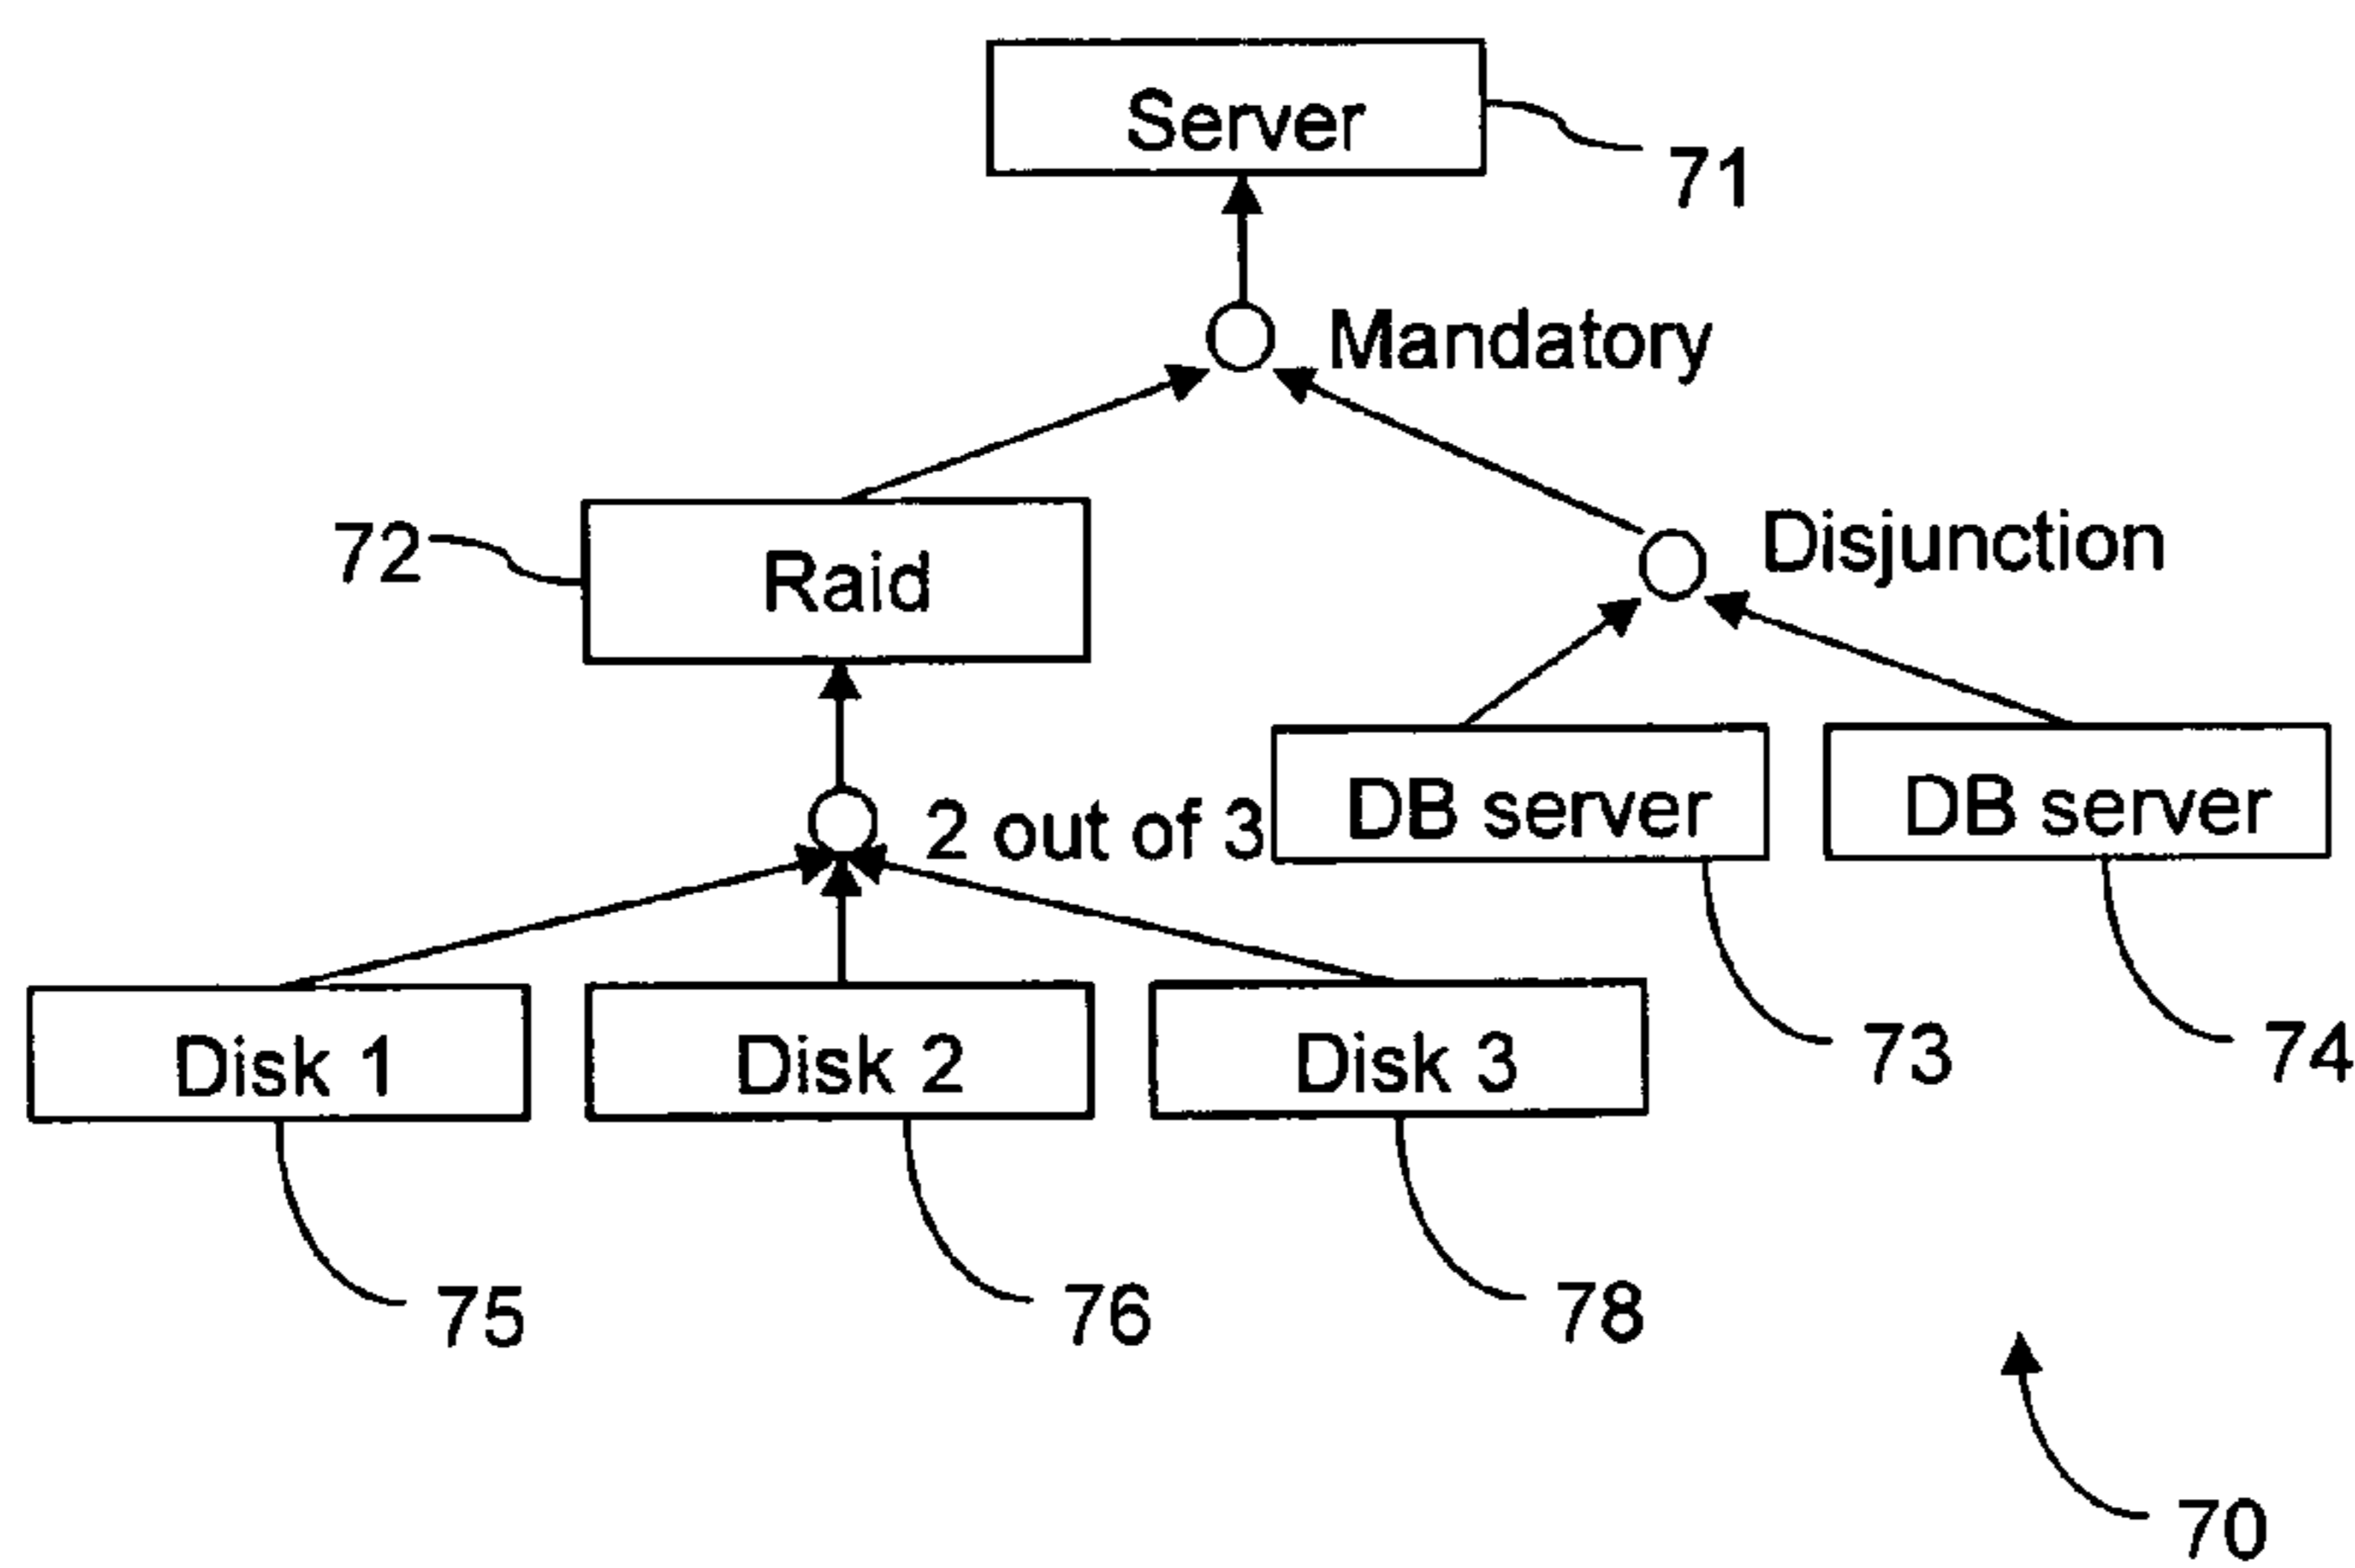 Server
71
Mandatory
72
Raid
Disjunction
2 out of 3
DB server
DB server
Disk 1
Disk 2
Disk 3
73
74
75
76
78
70